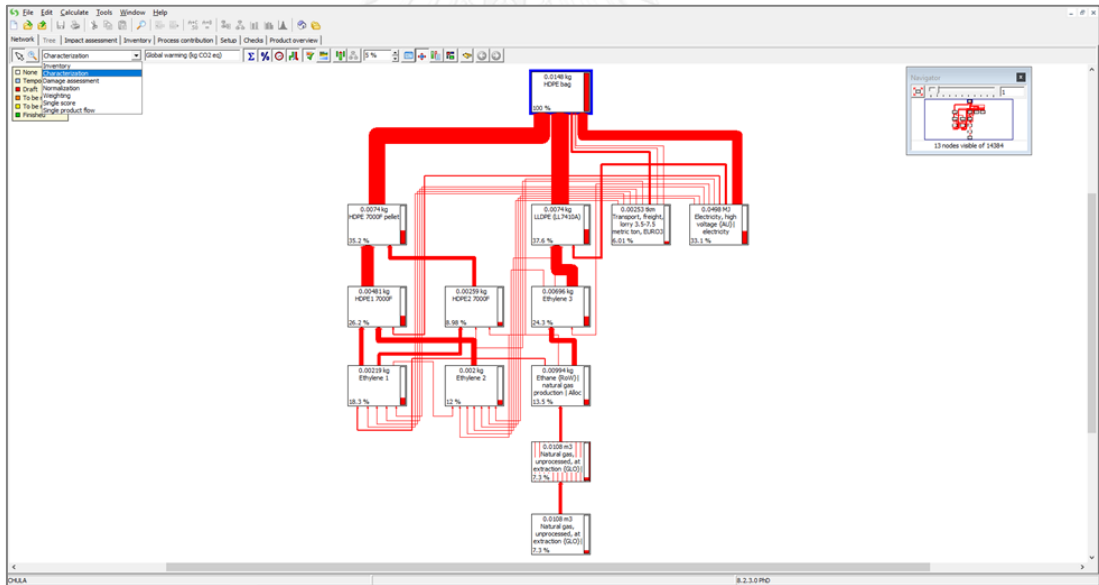 File Edit Calculate Tools Window Help
Network Tree Impact assessment Inventory Process contribution Setup Checks Product overview
Characterization Global warming (kg CO2 eq) 5 %
Inventory
None Characterization
Tempo Damage assessment
Draft Normalization
To be Weighting
To be Single score
Finished Single product flow
Navigator
1
13 nodes visible of 14384
0.0148 kg
HDPE bag
100 %
0.0074 kg
HDPE 7000F pellet
35.2 %
0.0074 kg
LLDPE (LL7410A)
37.6 %
0.00253 tkm
Transport, freight,
lorry 3.5-7.5
metric ton, EURO3
6.01 %
0.0498 MJ
Electricity, high
voltage {AU}|
electricity
33.1 %
0.00481 kg
HDPE1 7000F
26.2 %
0.00259 kg
HDPE2 7000F
8.98 %
0.00696 kg
Ethylene 3
24.3 %
0.00219 kg
Ethylene 1
18.3 %
0.002 kg
Ethylene 2
12 %
0.00994 kg
Ethane {RoW}|
natural gas
production | Alloc
13.5 %
0.0108 m3
Natural gas,
unprocessed, at
extraction {GLO}|
7.3 %
0.0108 m3
Natural gas,
unprocessed, at
extraction {GLO}|
7.3 %
CHULA 8.2.3.0 PhD